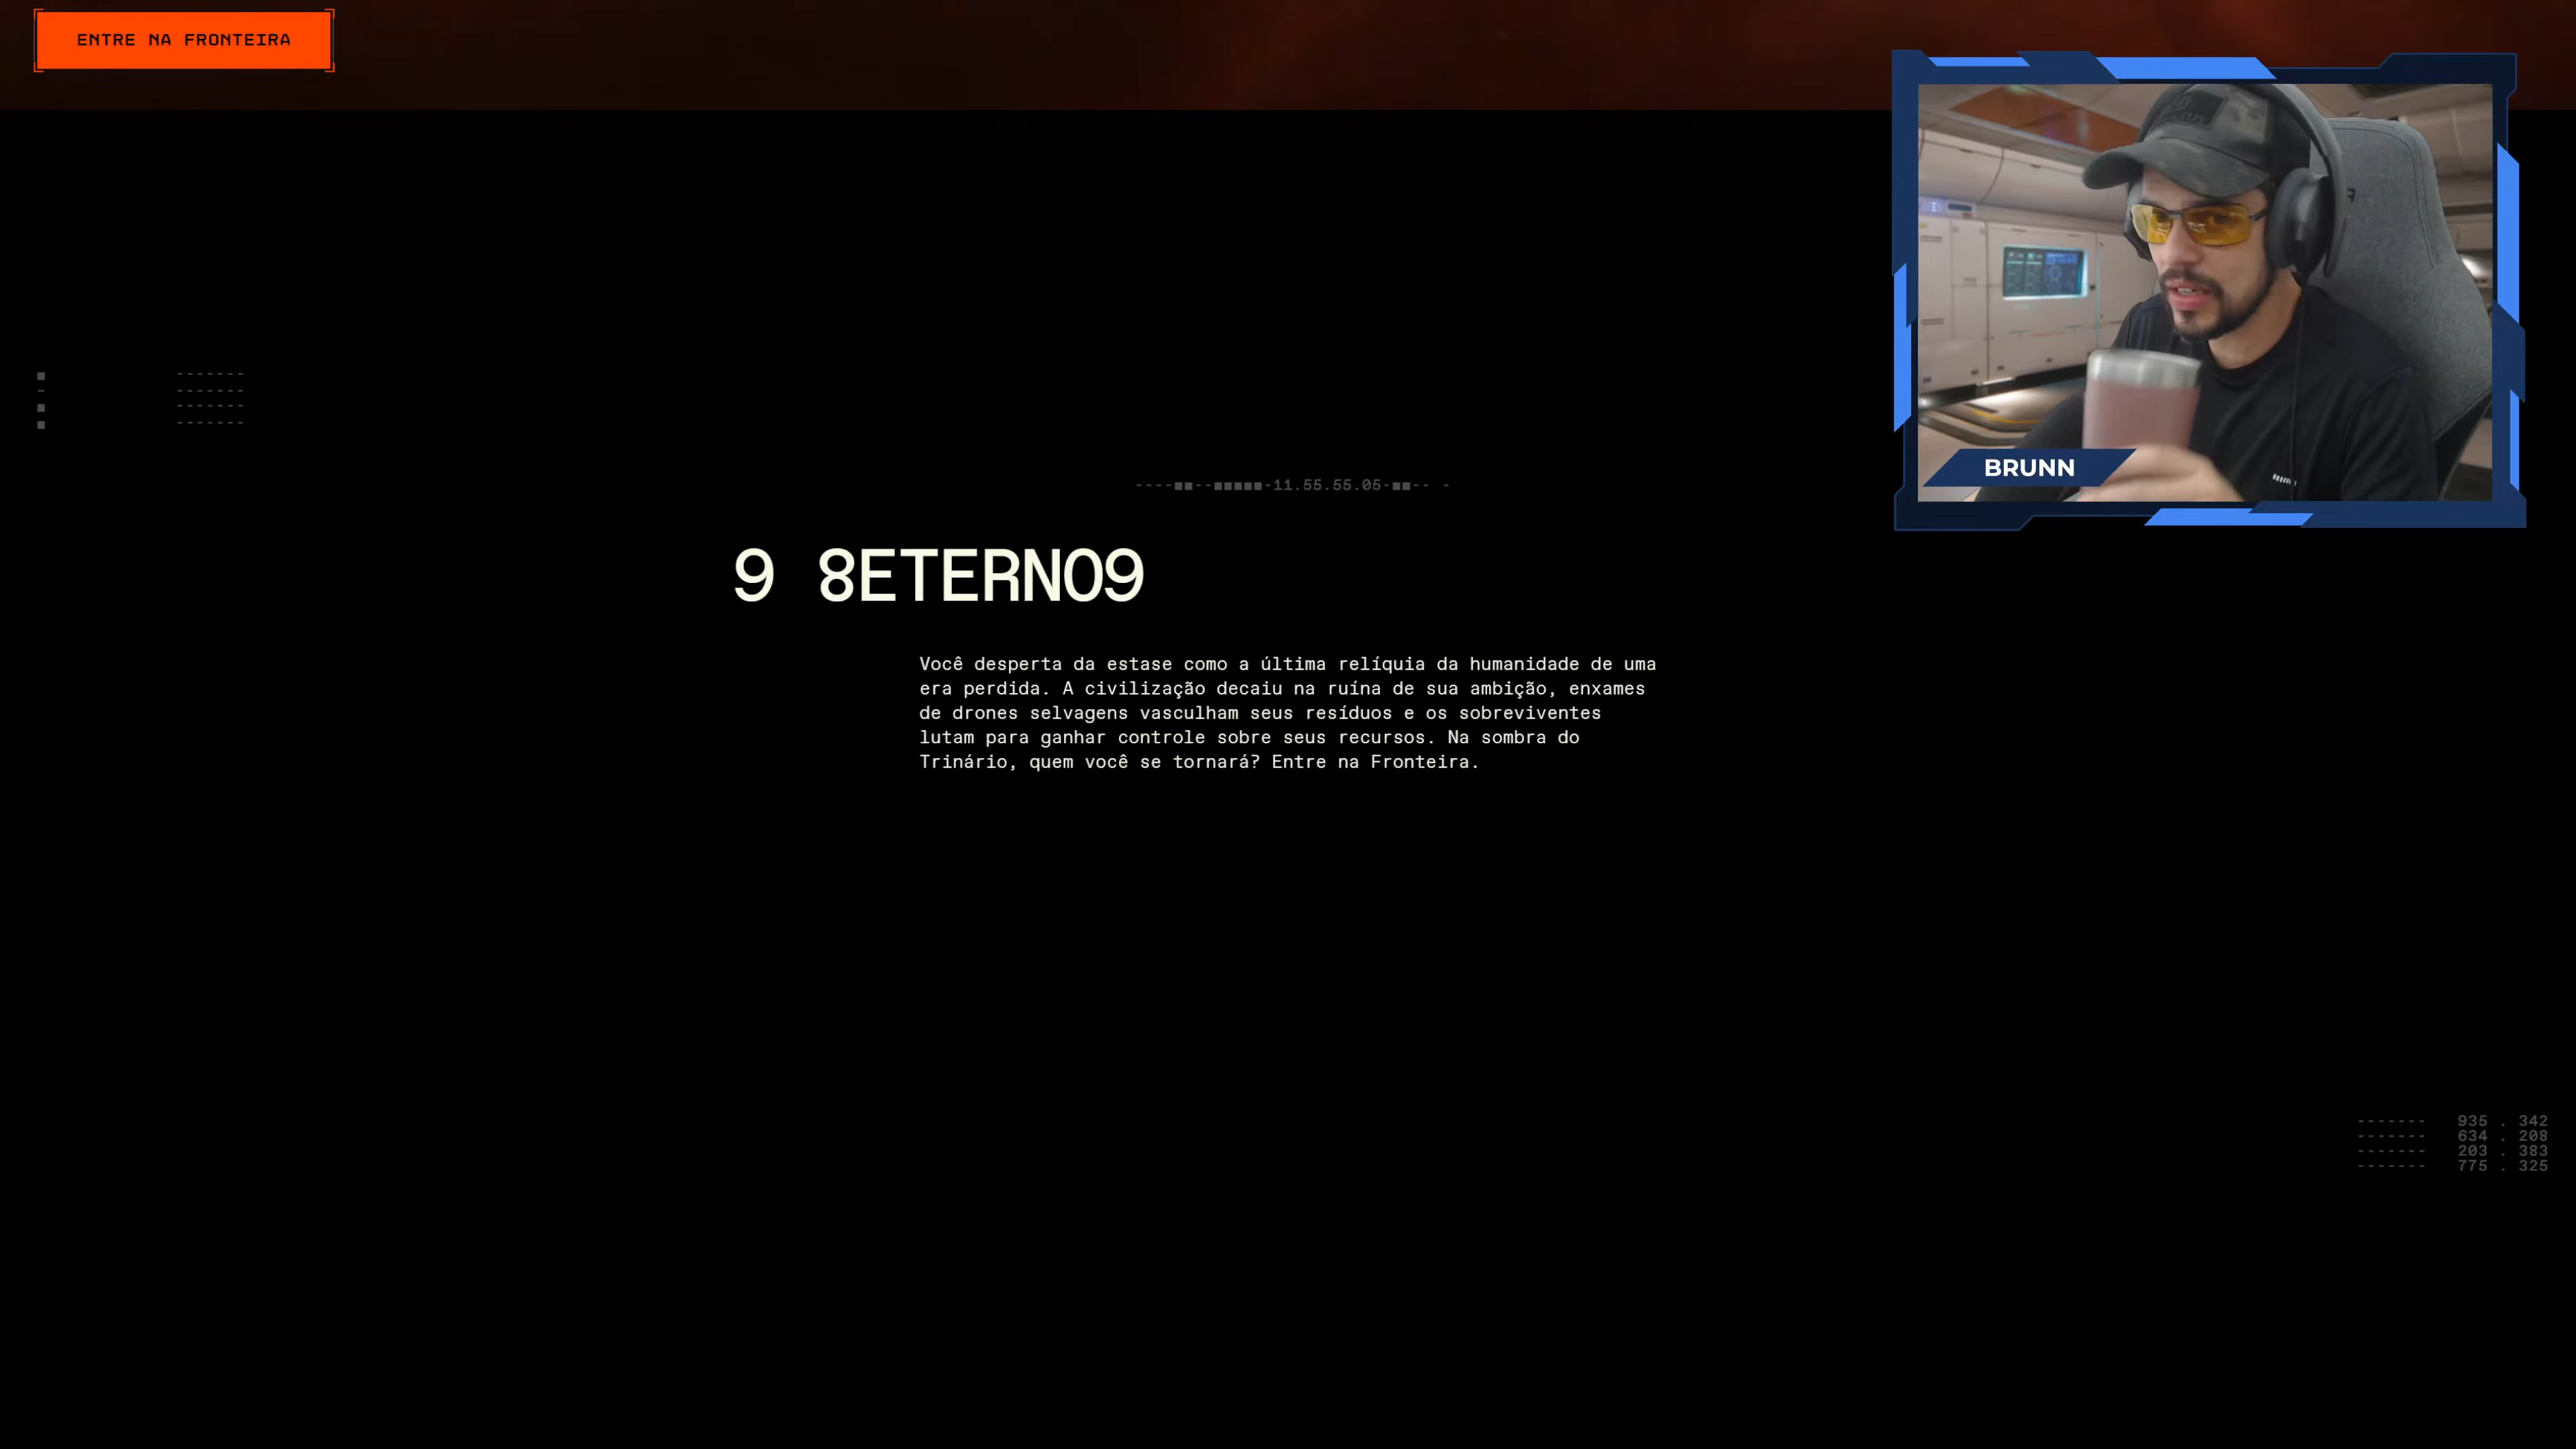 ENTRE NA FRONTEIRA
BRUNN
----■■--■■■■■-11.55.55.05-■■-- -
9 8ETERNO9
Você desperta da estase como a última relíquia da humanidade de uma
era perdida. A civilização decaiu na ruína de sua ambição, enxames
de drones selvagens vasculham seus resíduos e os sobreviventes
lutam para ganhar controle sobre seus recursos. Na sombra do
Trinário, quem você se tornará? Entre na Fronteira.
------- 935 . 342
------- 634 . 208
------- 203 . 383
------- 775 . 325